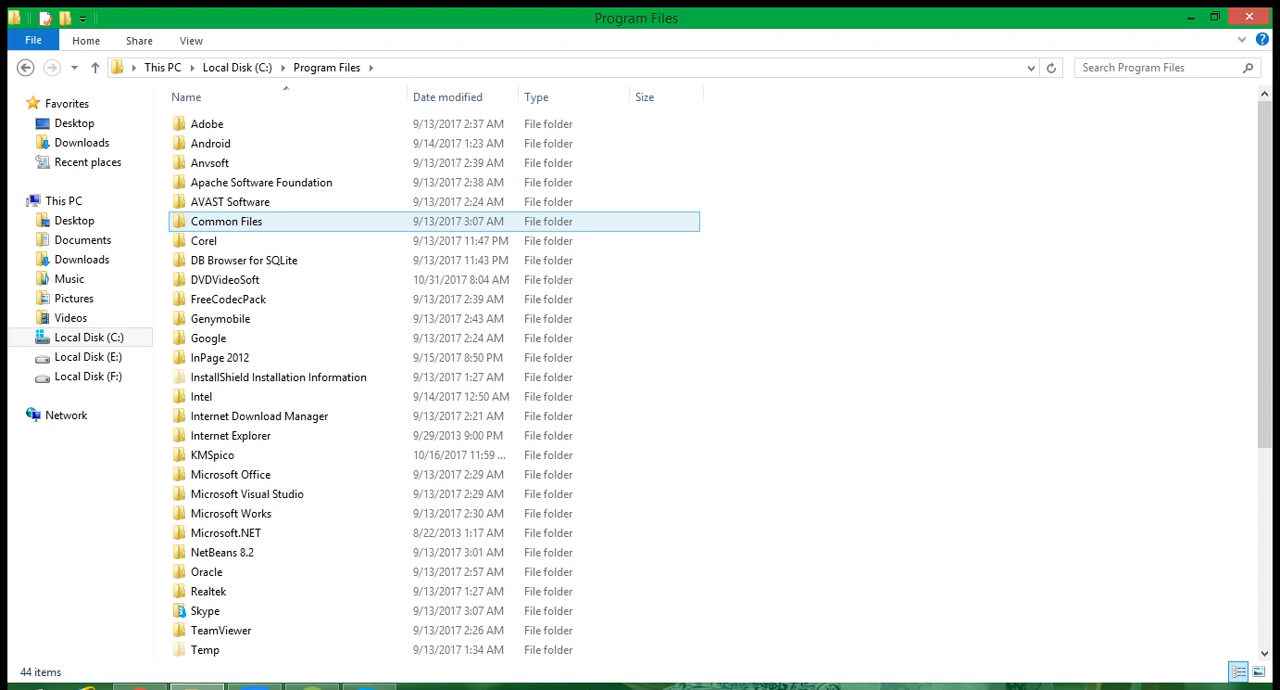 Program Files
File Home Share View
This PC Local Disk (C:) Program Files Search Program Files
Name Date modified Type Size
Favorites
Desktop
Downloads
Recent places
This PC
Desktop
Documents
Downloads
Music
Pictures
Videos
Local Disk (C:)
Local Disk (E:)
Local Disk (F:)
Network
Adobe 9/13/2017 2:37 AM File folder
Android 9/14/2017 1:23 AM File folder
Anvsoft 9/13/2017 2:39 AM File folder
Apache Software Foundation 9/13/2017 2:38 AM File folder
AVAST Software 9/13/2017 2:24 AM File folder
Common Files 9/13/2017 3:07 AM File folder
Corel 9/13/2017 11:47 PM File folder
DB Browser for SQLite 9/13/2017 11:43 PM File folder
DVDVideoSoft 10/31/2017 8:04 AM File folder
FreeCodecPack 9/13/2017 2:39 AM File folder
Genymobile 9/13/2017 2:43 AM File folder
Google 9/13/2017 2:24 AM File folder
InPage 2012 9/15/2017 8:50 PM File folder
InstallShield Installation Information 9/13/2017 1:27 AM File folder
Intel 9/14/2017 12:50 AM File folder
Internet Download Manager 9/13/2017 2:21 AM File folder
Internet Explorer 9/29/2013 9:00 PM File folder
KMSpico 10/16/2017 11:59 ... File folder
Microsoft Office 9/13/2017 2:29 AM File folder
Microsoft Visual Studio 9/13/2017 2:29 AM File folder
Microsoft Works 9/13/2017 2:30 AM File folder
Microsoft.NET 8/22/2013 1:17 AM File folder
NetBeans 8.2 9/13/2017 3:01 AM File folder
Oracle 9/13/2017 2:57 AM File folder
Realtek 9/13/2017 1:27 AM File folder
Skype 9/13/2017 3:07 AM File folder
TeamViewer 9/13/2017 2:26 AM File folder
Temp 9/13/2017 1:34 AM File folder
44 items